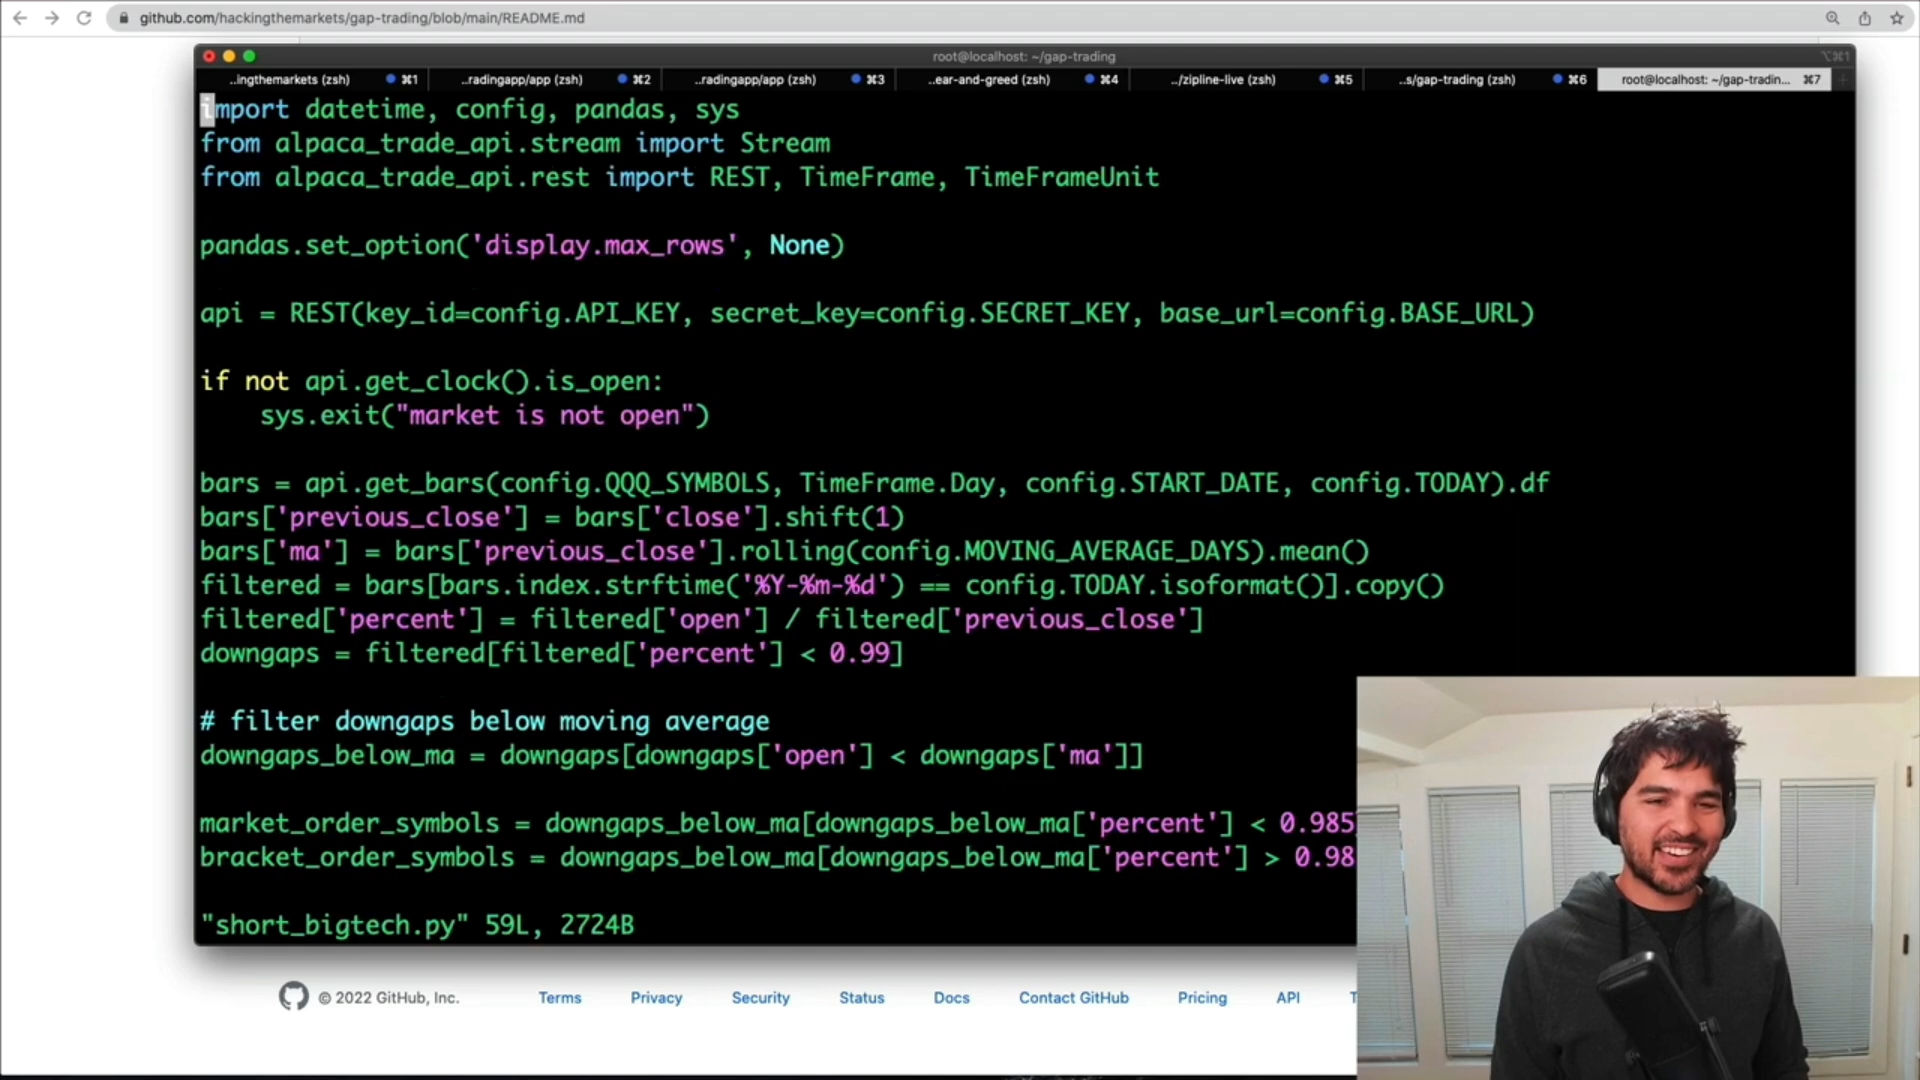 github.com/hackingthemarkets/gap-trading/blob/main/README.md
root@localhost: ~/gap-trading
⌥⌘1
..ingthemarkets (zsh) ⌘1 ..radingapp/app (zsh) ⌘2 ..radingapp/app (zsh) ⌘3 ..ear-and-greed (zsh) ⌘4 ../zipline-live (zsh) ⌘5 ..s/gap-trading (zsh) ⌘6 root@localhost: ~/gap-tradin... ⌘7
import datetime, config, pandas, sys
from alpaca_trade_api.stream import Stream
from alpaca_trade_api.rest import REST, TimeFrame, TimeFrameUnit
pandas.set_option('display.max_rows', None)
api = REST(key_id=config.API_KEY, secret_key=config.SECRET_KEY, base_url=config.BASE_URL)
if not api.get_clock().is_open:
    sys.exit("market is not open")
bars = api.get_bars(config.QQQ_SYMBOLS, TimeFrame.Day, config.START_DATE, config.TODAY).df
bars['previous_close'] = bars['close'].shift(1)
bars['ma'] = bars['previous_close'].rolling(config.MOVING_AVERAGE_DAYS).mean()
filtered = bars[bars.index.strftime('%Y-%m-%d') == config.TODAY.isoformat()].copy()
filtered['percent'] = filtered['open'] / filtered['previous_close']
downgaps = filtered[filtered['percent'] < 0.99]
# filter downgaps below moving average
downgaps_below_ma = downgaps[downgaps['open'] < downgaps['ma']]
market_order_symbols = downgaps_below_ma[downgaps_below_ma['percent'] < 0.985
bracket_order_symbols = downgaps_below_ma[downgaps_below_ma['percent'] > 0.98
"short_bigtech.py" 59L, 2724B
© 2022 GitHub, Inc. Terms Privacy Security Status Docs Contact GitHub Pricing API